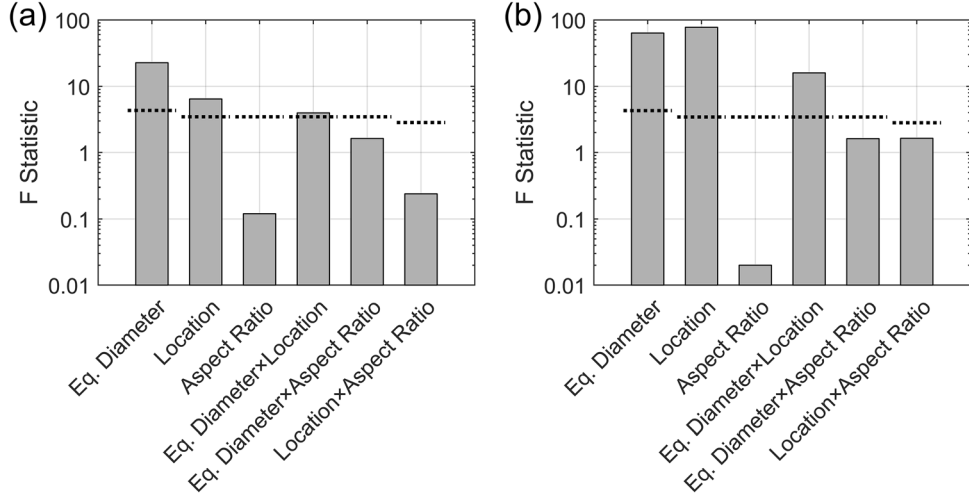 (a)
F Statistic
100
10
1
0.1
0.01
Eq. Diameter
Location
Aspect Ratio
Eq. Diameter×Location
Eq. Diameter×Aspect Ratio
Location×Aspect Ratio
(b)
F Statistic
100
10
1
0.1
0.01
Eq. Diameter
Location
Aspect Ratio
Eq. Diameter×Location
Eq. Diameter×Aspect Ratio
Location×Aspect Ratio